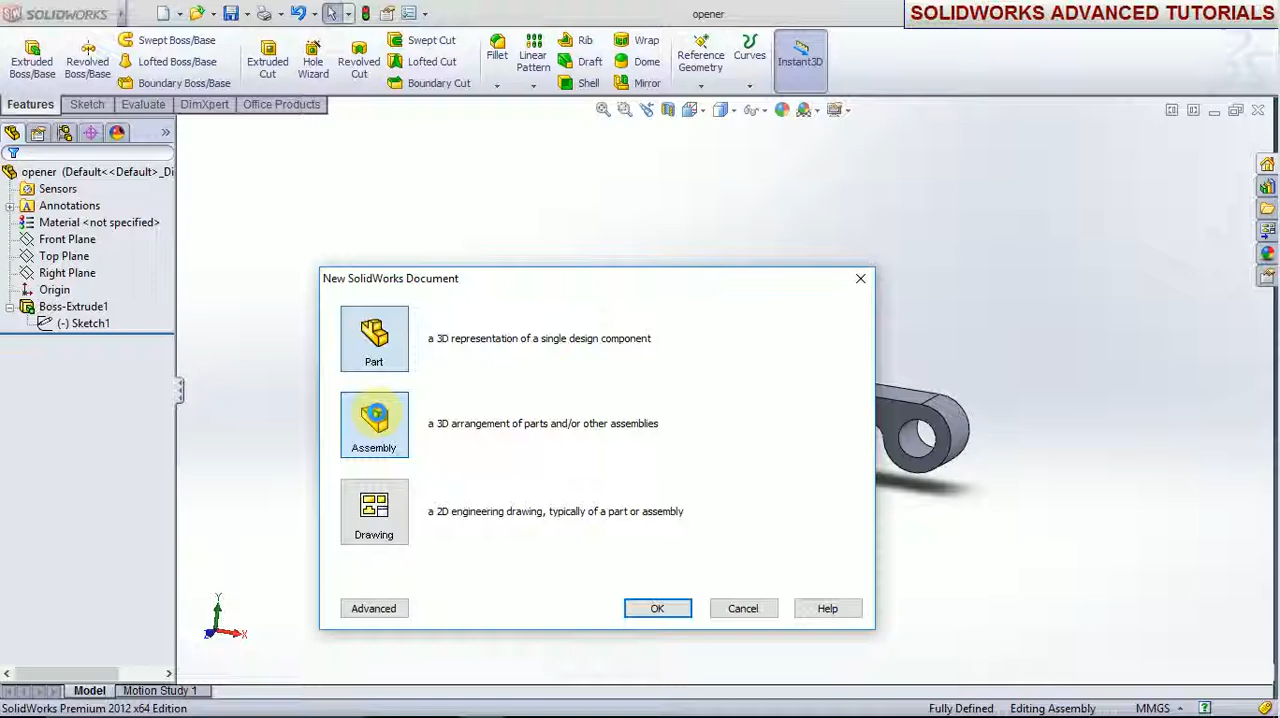 SOLIDWORKS
opener
SOLIDWORKS ADVANCED TUTORIALS
Extruded Boss/Base
Revolved Boss/Base
Swept Boss/Base
Lofted Boss/Base
Boundary Boss/Base
Extruded Cut
Hole Wizard
Revolved Cut
Swept Cut
Lofted Cut
Boundary Cut
Fillet
Linear Pattern
Rib
Draft
Shell
Wrap
Dome
Mirror
Reference Geometry
Curves
Instant3D
Features
Sketch
Evaluate
DimXpert
Office Products
opener (Default<<Default>_Di
Sensors
Annotations
Material <not specified>
Front Plane
Top Plane
Right Plane
Origin
Boss-Extrude1
(-) Sketch1
New SolidWorks Document
Part
a 3D representation of a single design component
Assembly
a 3D arrangement of parts and/or other assemblies
Drawing
a 2D engineering drawing, typically of a part or assembly
Advanced
OK
Cancel
Help
Y
X
Z
Model
Motion Study 1
SolidWorks Premium 2012 x64 Edition
Fully Defined
Editing Assembly
MMGS